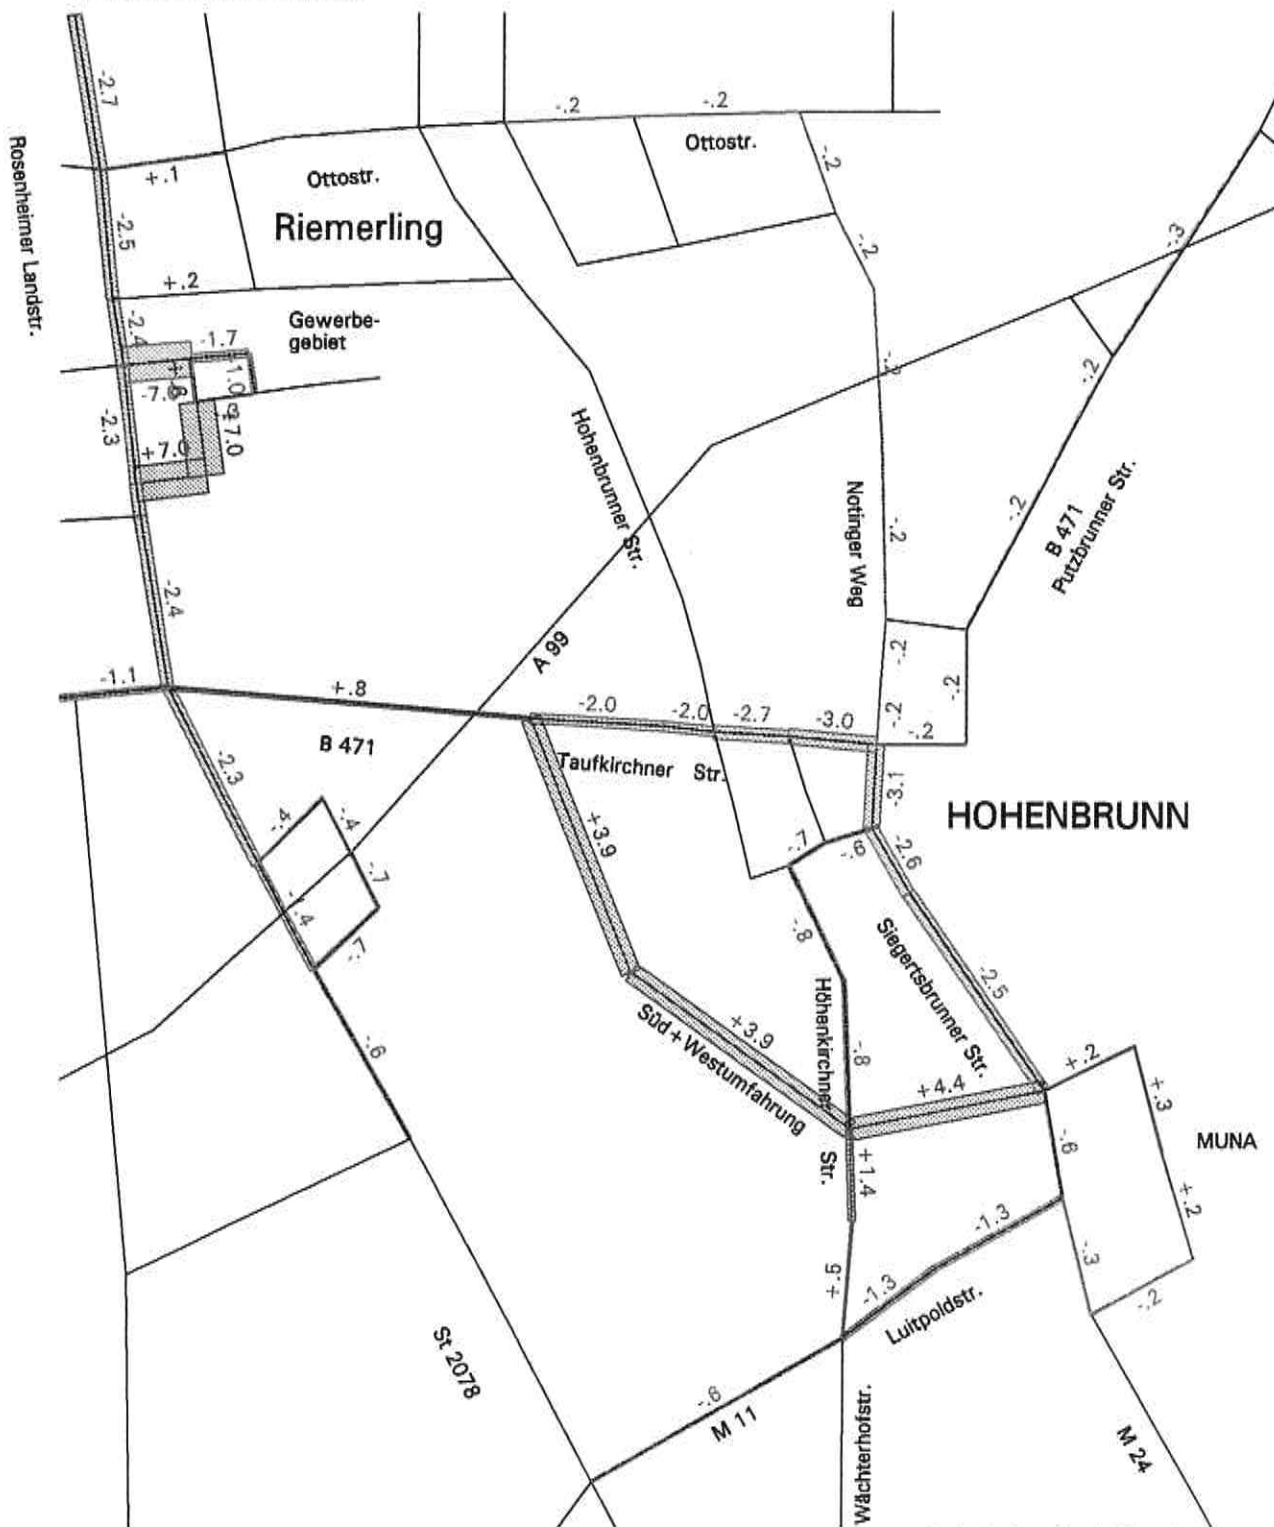 -2.7
-.2
-.2
Rosenheimer Landstr.
+.1
Ottostr.
Ottostr.
-.2
Riemerling
-2.5
-.2
-.3
+.2
-2.4
Gewerbe-
gebiet
-1.7
-1.0
-.2
-.2
-2.3
+7.0
+7.0
Hohenbrunner Str.
Notinger Weg
-.2
-.2
B 471
Putzbrunner Str.
-2.4
A 99
-.2
-.2
-1.1
+.8
-2.0
-2.0
-2.7
-3.0
-.2
-.2
B 471
Taufkirchner Str.
-2.3
-3.1
HOHENBRUNN
-.4
-.4
+3.9
-.7
-.6
-2.6
-.7
-.4
-.7
-.8
Siegertsbrunner Str.
-2.5
Höhenkirchner
Str.
-.6
+3.9
Süd + Westumfahrung
-.8
+4.4
+.2
+.3
MUNA
+1.4
-.6
+.2
-1.3
-.3
-1.3
-.2
Luitpoldstr.
St 2078
-.6
M 11
Wächterhofstr.
M 24